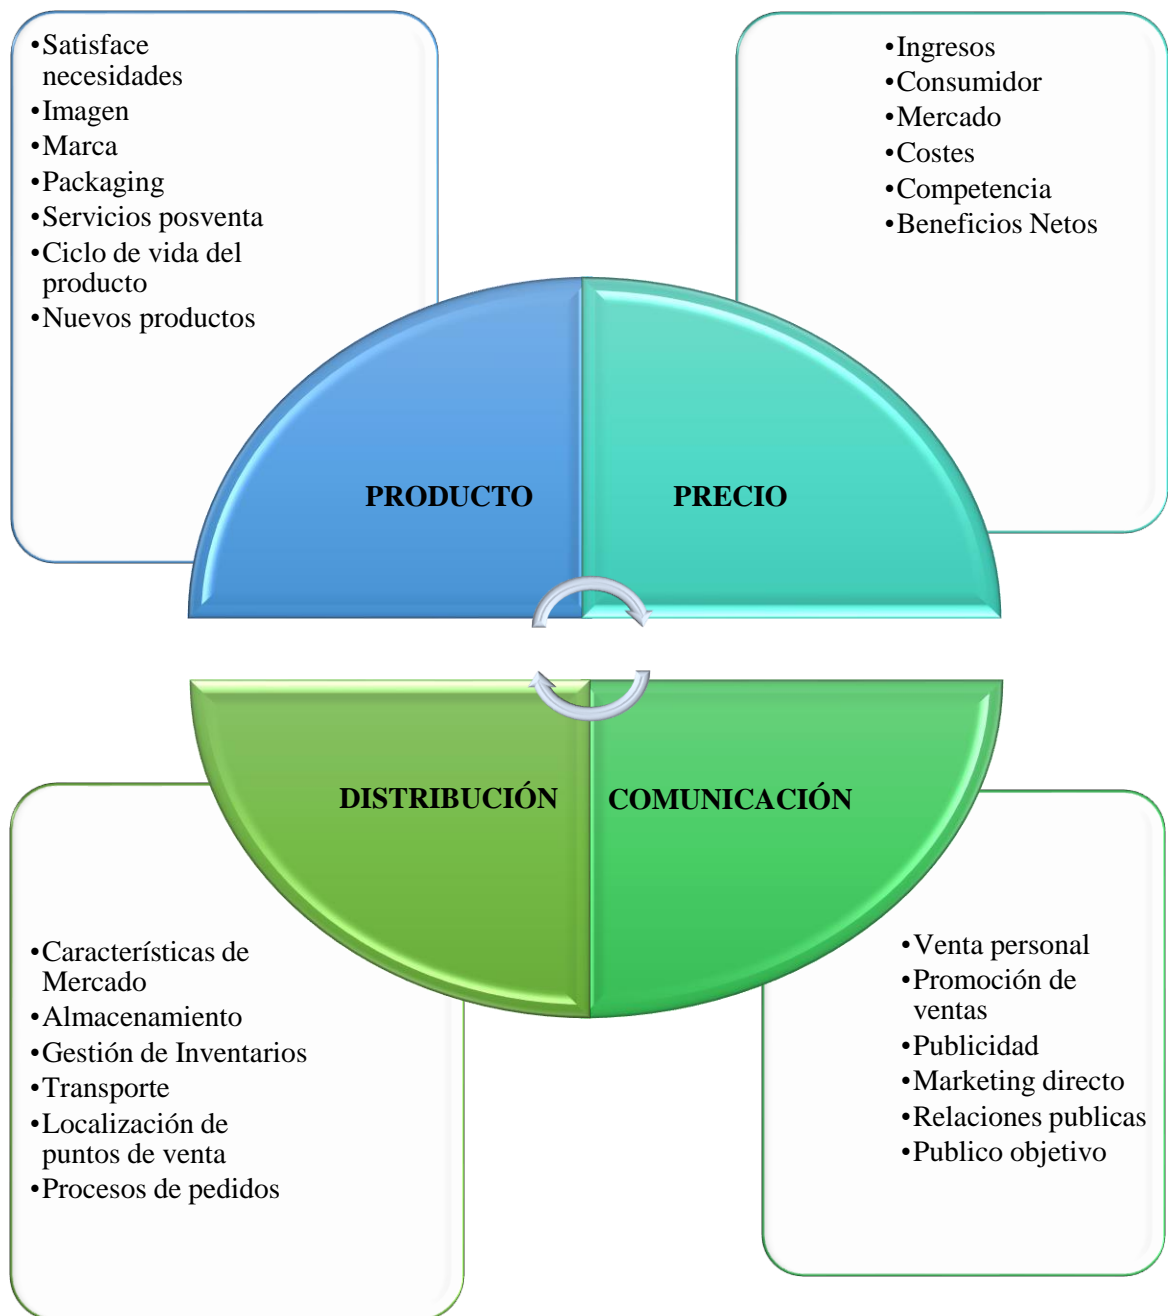 •Satisface
necesidades
•Imagen
•Marca
•Packaging
•Servicios posventa
•Ciclo de vida del
producto
•Nuevos productos
•Ingresos
•Consumidor
•Mercado
•Costes
•Competencia
•Beneficios Netos
PRODUCTO
PRECIO
DISTRIBUCIÓN
COMUNICACIÓN
•Característicasde
Mercado
•Almacenamiento
•Gestión de Inventarios
•Transporte
•Localización de
puntos de venta
•Procesos de pedidos
•Venta personal
•Promoción de
ventas
•Publicidad
•Marketing directo
•Relaciones publicas
•Publico objetivo